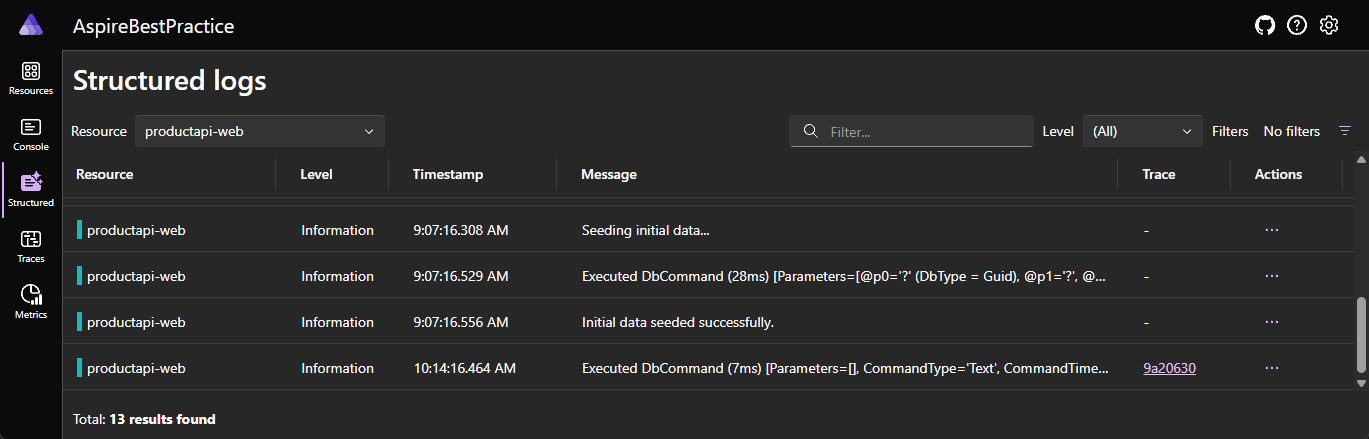 AspireBestPractice
Resources
Console
Structured
Traces
Metrics
Structured logs
Resource productapi-web Filter... Level (All) Filters No filters
Resource Level Timestamp Message Trace Actions
productapi-web Information 9:07:16.308 AM Seeding initial data... - ...
productapi-web Information 9:07:16.529 AM Executed DbCommand (28ms) [Parameters=[@p0='?' (DbType = Guid), @p1='?', @... - ...
productapi-web Information 9:07:16.556 AM Initial data seeded successfully. - ...
productapi-web Information 10:14:16.464 AM Executed DbCommand (7ms) [Parameters=[], CommandType='Text', CommandTime... 9a20630 ...
Total: 13 results found